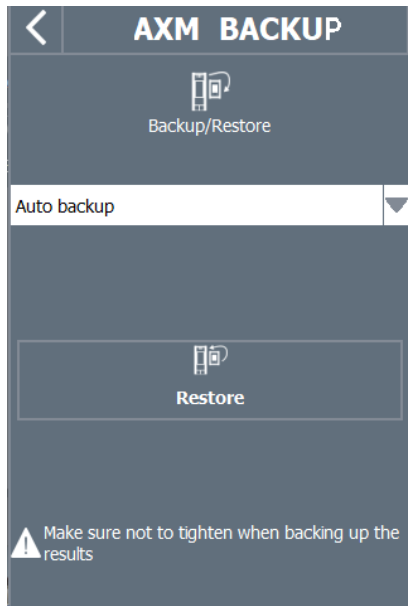 AXM BACKUP
Backup/Restore
Auto backup
Restore
Make sure not to tighten when backing up the
results